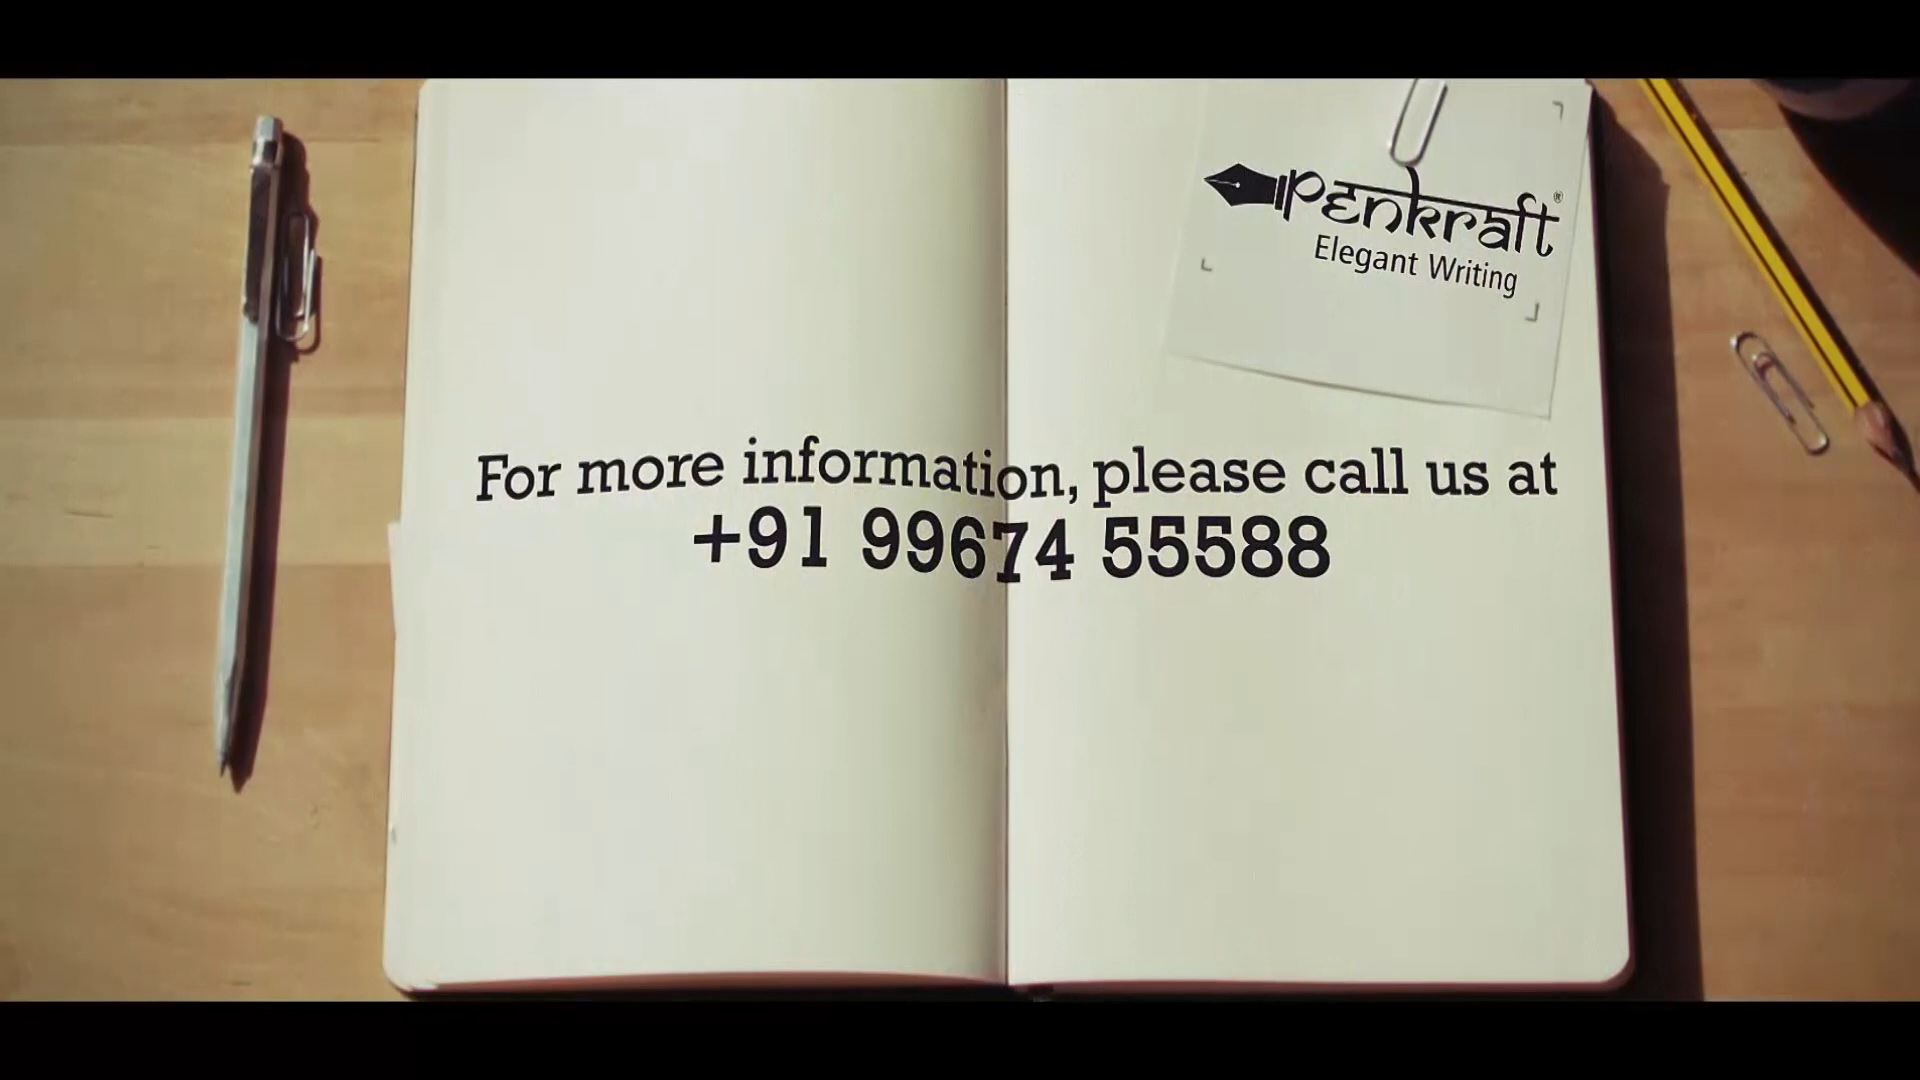 Penkraft®
Elegant Writing
For more information, please call us at
+91 99674 55588